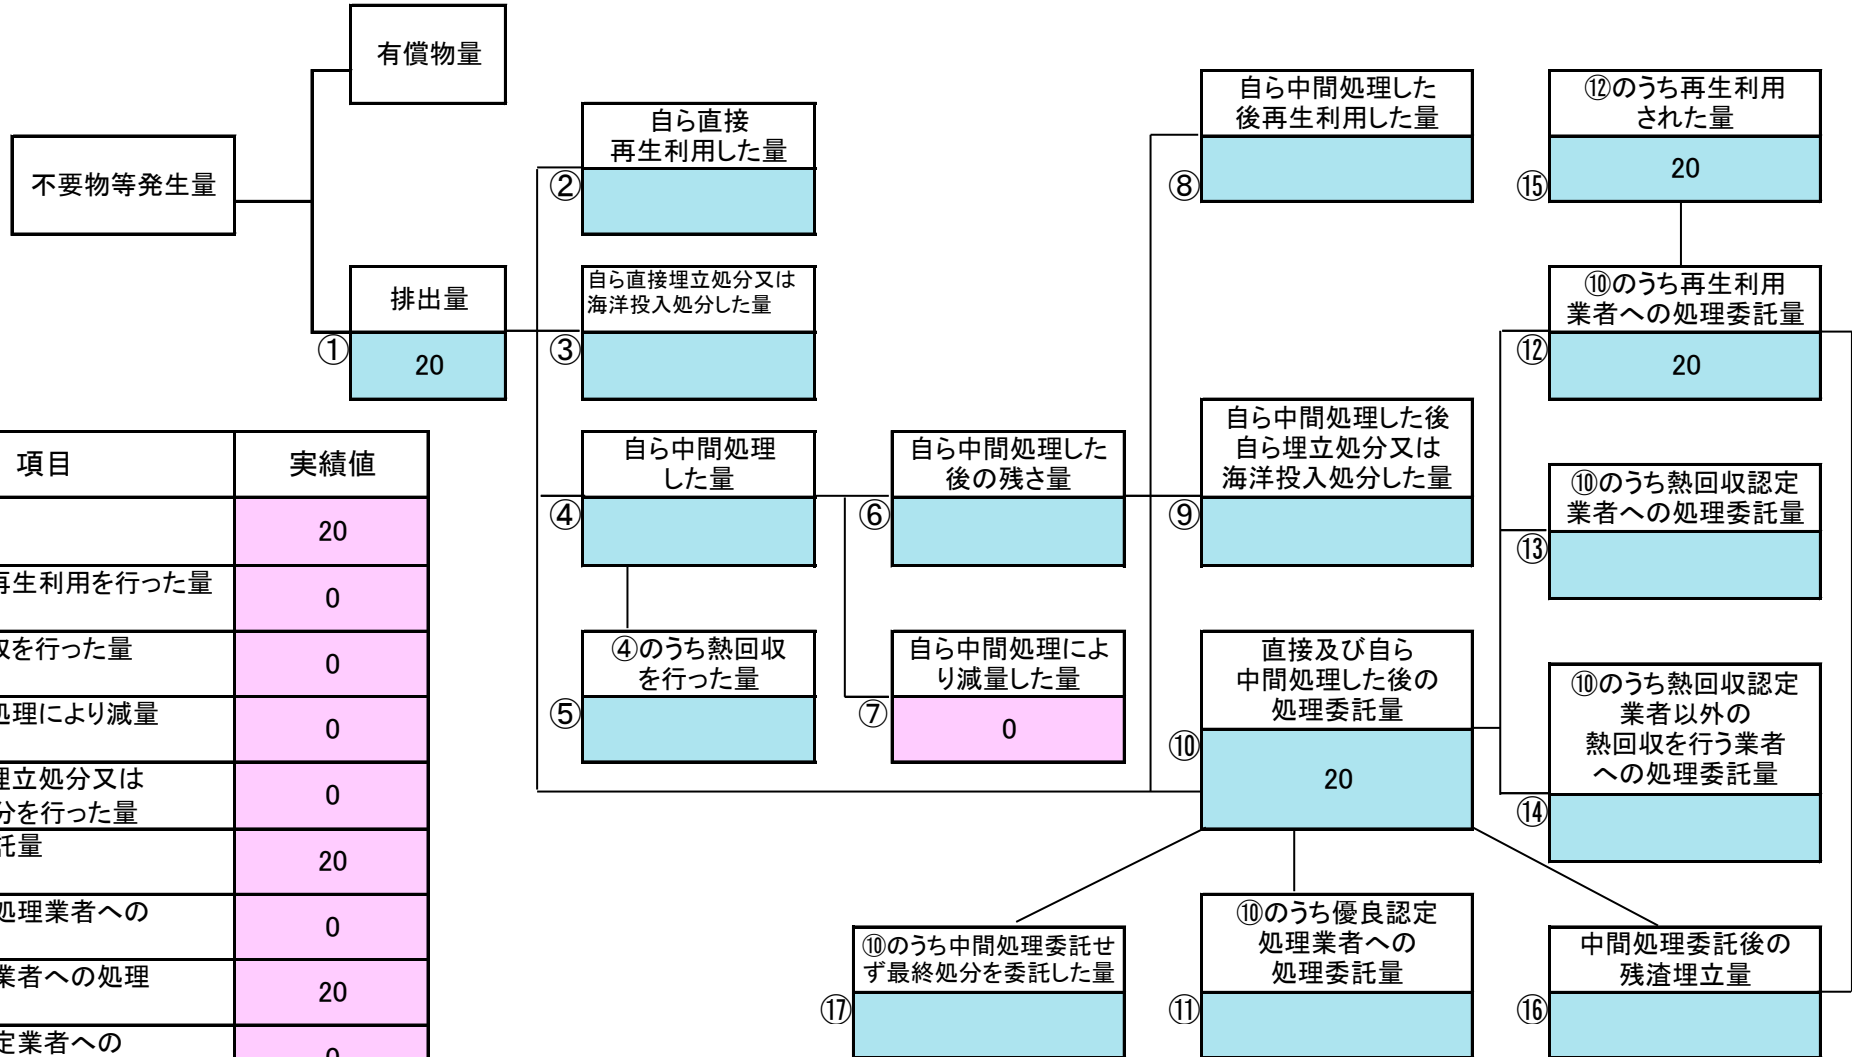 有償物量
不要物等発生量
排出量
①
20
自ら直接
再生利用した量
②
自ら直接埋立処分又は
海洋投入処分した量
③
自ら中間処理
した量
④
④のうち熱回収
を行った量
⑤
自ら中間処理した
後の残さ量
⑥
自ら中間処理によ
り減量した量
⑦
0
自ら中間処理した
後再生利用した量
⑧
自ら中間処理した後
自ら埋立処分又は
海洋投入処分した量
⑨
直接及び自ら
中間処理した後の
処理委託量
⑩
20
⑫のうち再生利用
された量
⑮
20
⑩のうち再生利用
業者への処理委託量
⑫
20
⑩のうち熱回収認定
業者への処理委託量
⑬
⑩のうち熱回収認定
業者以外の
熱回収を行う業者
への処理委託量
⑭
⑩のうち中間処理委託せ
ず最終処分を委託した量
⑰
⑩のうち優良認定
処理業者への
処理委託量
⑪
中間処理委託後の
残渣埋立量
⑯
項目 実績値
20
再生利用を行った量 0
を行った量 0
処理により減量 0
埋立処分又は
分を行った量 0
託量 20
処理業者への 0
業者への処理 20
定業者への 0